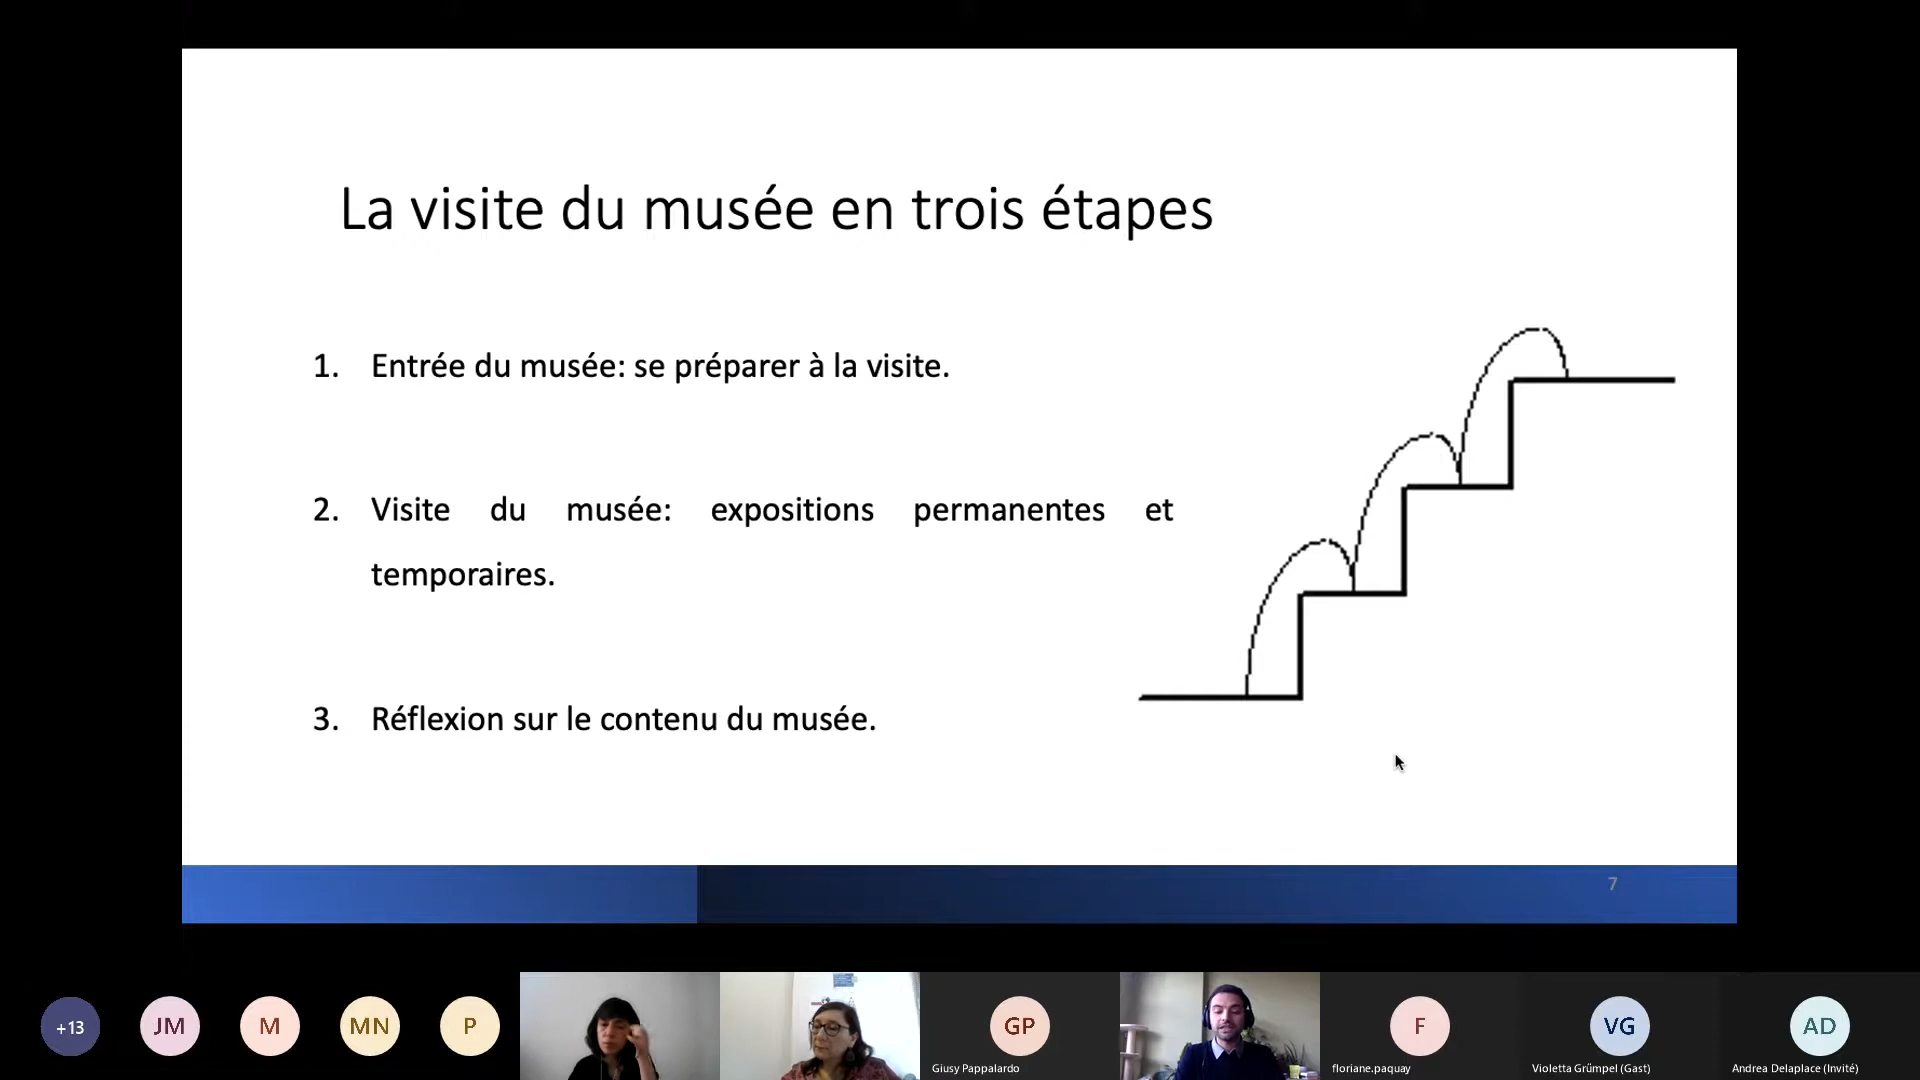 La visite du musée en trois étapes
1. Entrée du musée: se préparer à la visite.
2. Visite du musée: expositions permanentes et
temporaires.
3. Réflexion sur le contenu du musée.
7
+13
JM
M
MN
P
GP
Giusy Pappalardo
F
floriane.paquay
VG
Violetta Grümpel (Gast)
AD
Andrea Delaplace (Invité)